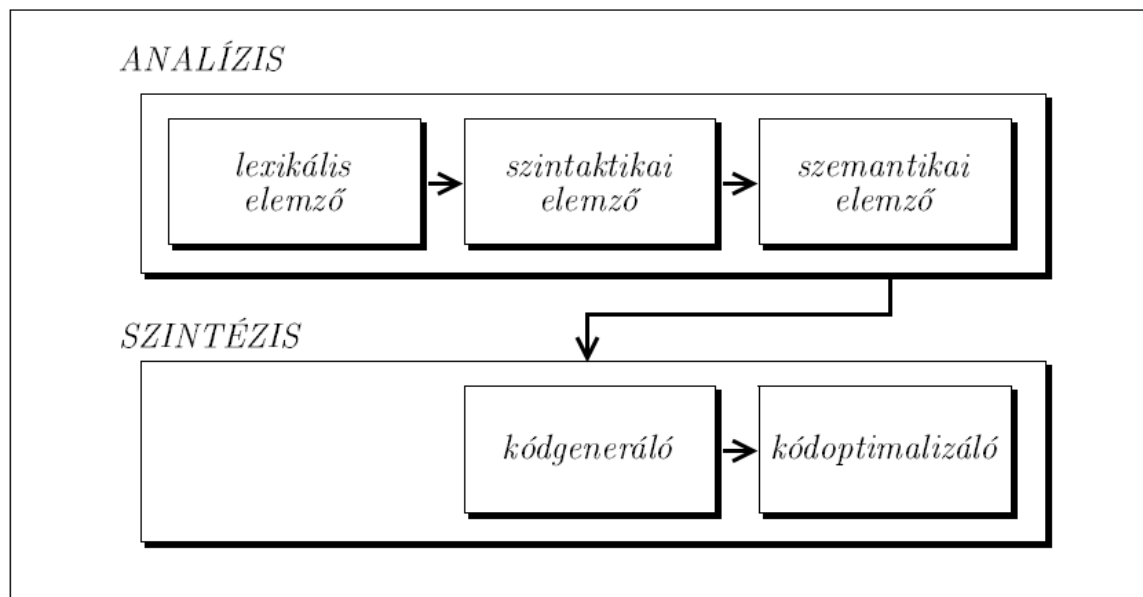 ANALÍZIS
lexikális
elemző
szintaktikai
elemző
szemantikai
elemző
SZINTÉZIS
kódgeneráló
kódoptimalizáló